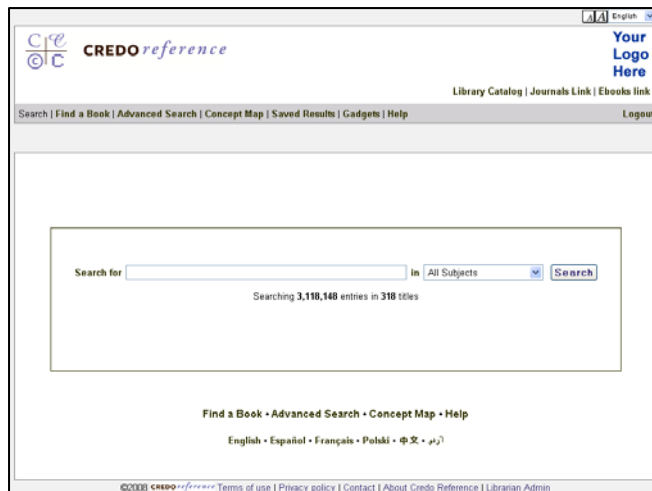 AA English
C C © C CREDO reference
Your
Logo
Here
Library Catalog | Journals Link | Ebooks link
Search | Find a Book | Advanced Search | Concept Map | Saved Results | Gadgets | Help Logout
Search for in All Subjects Search
Searching 3,118,148 entries in 318 titles
Find a Book • Advanced Search • Concept Map • Help
English • Español • Français • Polski • 中文 • اُردو
©2008 CREDO reference Terms of use | Privacy policy | Contact | About Credo Reference | Librarian Admin